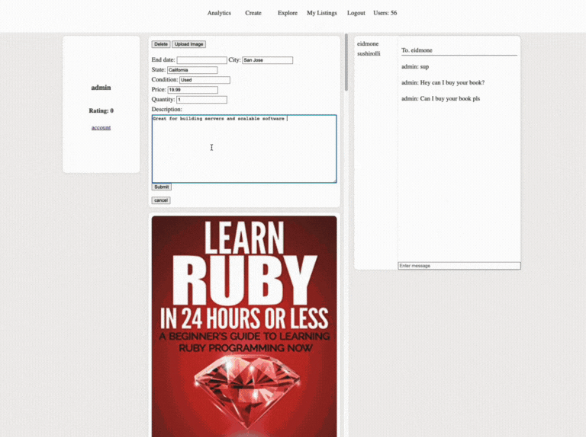 Analytics Create Explore My Listings Logout Users: 56
admin
Rating: 0
account
Delete Upload Image
End date: City: San Jose
State: California
Condition: Used
Price: 19.99
Quantity: 1
Description:
Great for building servers and scalable software
Submit
cancel
LEARN
RUBY
IN 24 HOURS OR LESS
A BEGINNER'S GUIDE TO LEARNING
RUBY PROGRAMMING NOW
eidmone
sushirolli
To. eidmone
admin: sup
admin: Hey can I buy your book?
admin: Can I buy your book pls
Enter message